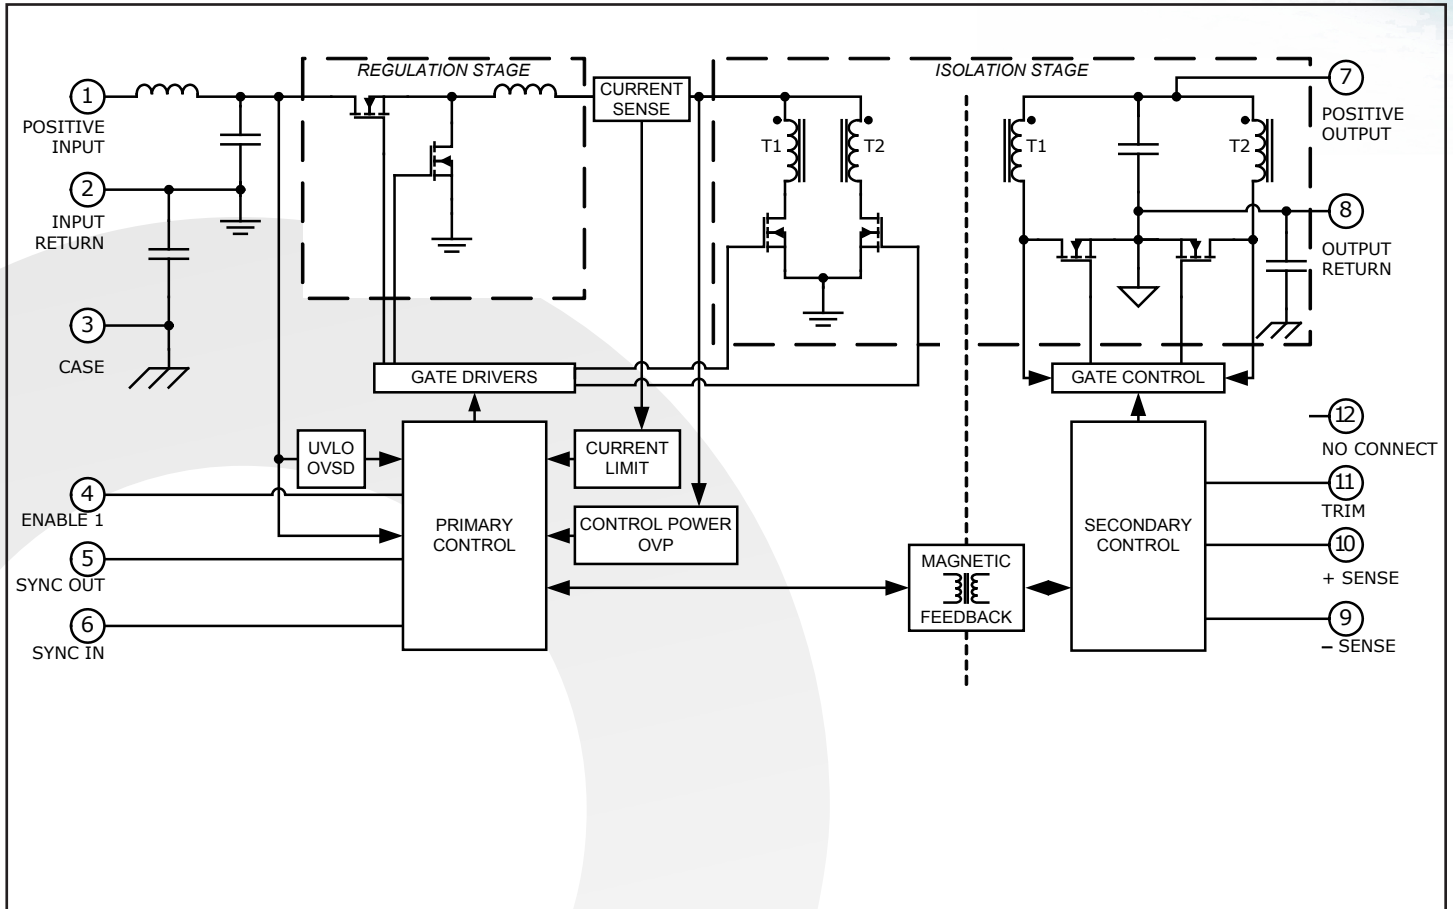 REGULATION STAGE
ISOLATION STAGE
1
POSITIVE
INPUT
CURRENT
SENSE
7
POSITIVE
OUTPUT
T1
T2
T1
T2
2
INPUT
RETURN
8
OUTPUT
RETURN
3
CASE
GATE DRIVERS
GATE CONTROL
UVLO
OVSD
CURRENT
LIMIT
12
NO CONNECT
4
ENABLE 1
11
TRIM
PRIMARY
CONTROL
CONTROL POWER
OVP
SECONDARY
CONTROL
5
SYNC OUT
10
+ SENSE
MAGNETIC
FEEDBACK
6
SYNC IN
9
– SENSE